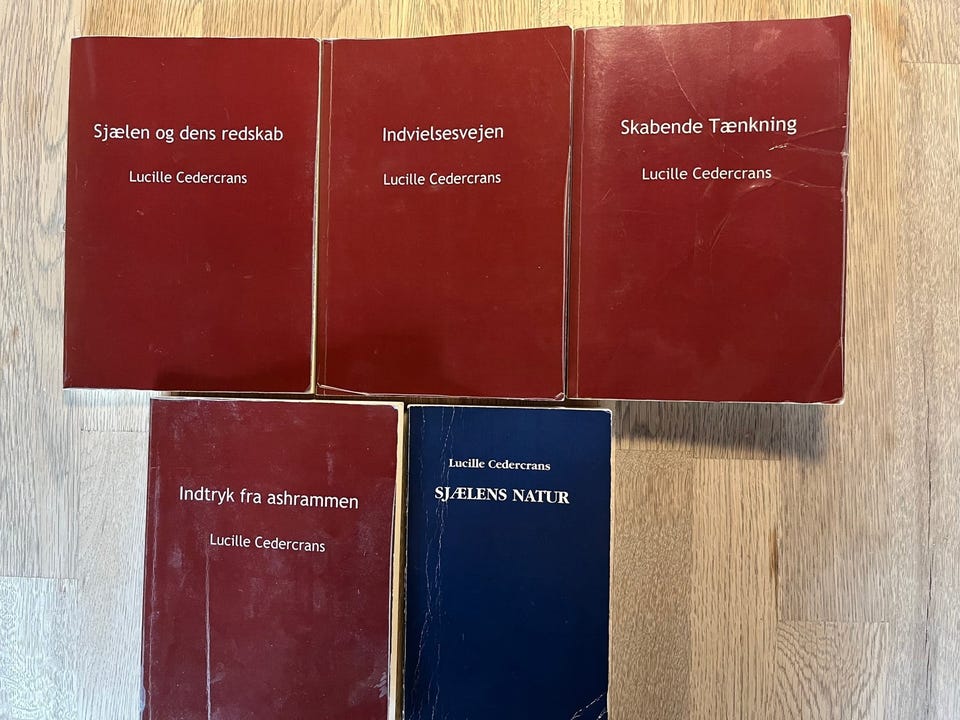 Sjælen og dens redskab
Lucille Cedercrans
Indvielsesvejen
Lucille Cedercrans
Skabende Tænkning
Lucille Cedercrans
Indtryk fra ashrammen
Lucille Cedercrans
Lucille Cedercrans
SJÆLENS NATUR